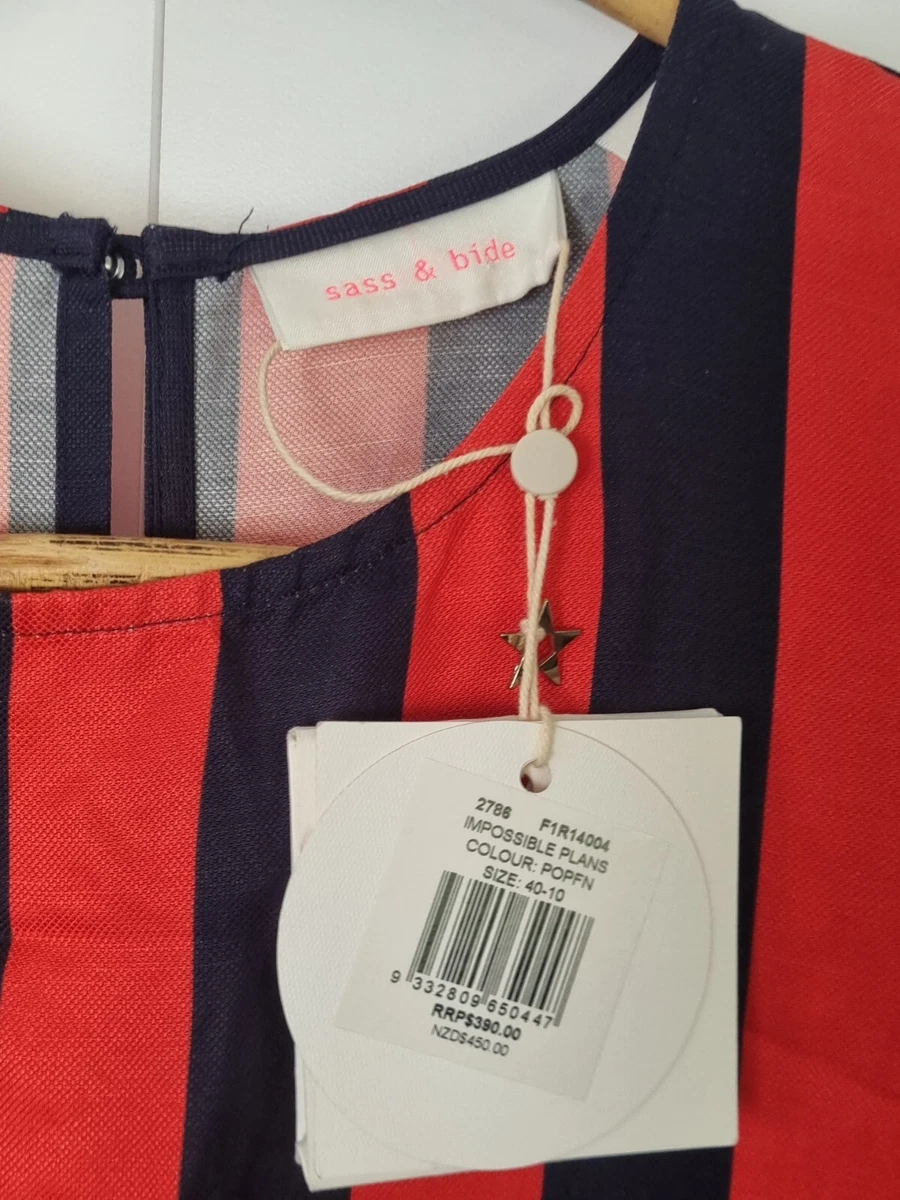 sass & bide
2786 F1R14004
IMPOSSIBLE PLANS
COLOUR: POPFN
SIZE: 40-10
9 332809 650447
RRP$390.00
NZD$450.00